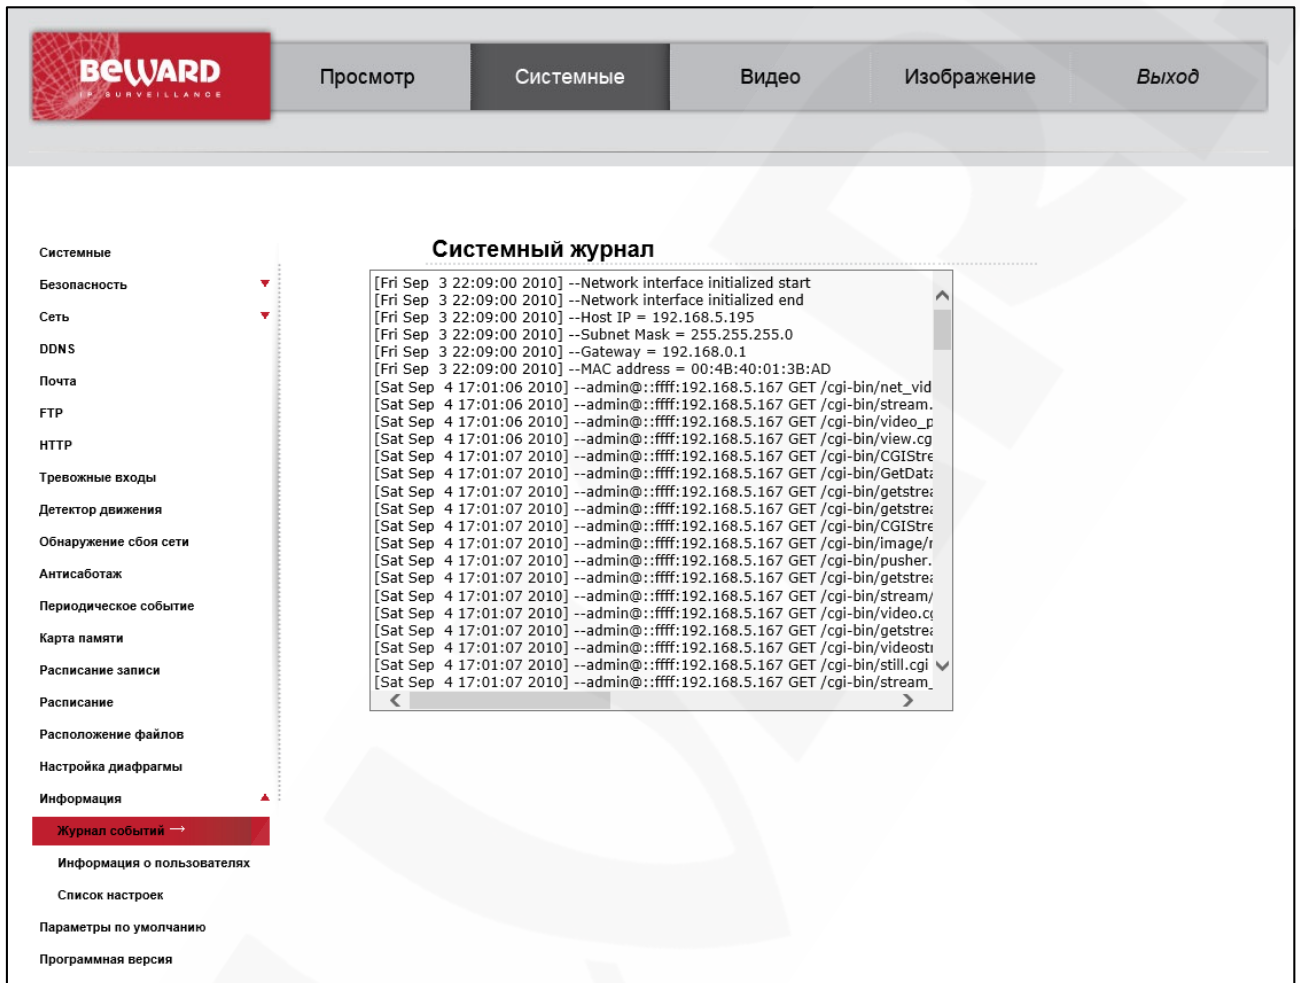 BEWARD
IP SURVEILLANCE
Просмотр
Системные
Видео
Изображение
Выход
Системные
Безопасность
Сеть
DDNS
Почта
FTP
HTTP
Тревожные входы
Детектор движения
Обнаружение сбоя сети
Антисаботаж
Периодическое событие
Карта памяти
Расписание записи
Расписание
Расположение файлов
Настройка диафрагмы
Информация
Журнал событий →
Информация о пользователях
Список настроек
Параметры по умолчанию
Программная версия
Системный журнал
[Fri Sep 3 22:09:00 2010] --Network interface initialized start
[Fri Sep 3 22:09:00 2010] --Network interface initialized end
[Fri Sep 3 22:09:00 2010] --Host IP = 192.168.5.195
[Fri Sep 3 22:09:00 2010] --Subnet Mask = 255.255.255.0
[Fri Sep 3 22:09:00 2010] --Gateway = 192.168.0.1
[Fri Sep 3 22:09:00 2010] --MAC address = 00:4B:40:01:3B:AD
[Sat Sep 4 17:01:06 2010] --admin@::ffff:192.168.5.167 GET /cgi-bin/net_vid
[Sat Sep 4 17:01:06 2010] --admin@::ffff:192.168.5.167 GET /cgi-bin/stream.
[Sat Sep 4 17:01:06 2010] --admin@::ffff:192.168.5.167 GET /cgi-bin/video_p
[Sat Sep 4 17:01:06 2010] --admin@::ffff:192.168.5.167 GET /cgi-bin/view.cg
[Sat Sep 4 17:01:07 2010] --admin@::ffff:192.168.5.167 GET /cgi-bin/CGIStre
[Sat Sep 4 17:01:07 2010] --admin@::ffff:192.168.5.167 GET /cgi-bin/GetData
[Sat Sep 4 17:01:07 2010] --admin@::ffff:192.168.5.167 GET /cgi-bin/getstrea
[Sat Sep 4 17:01:07 2010] --admin@::ffff:192.168.5.167 GET /cgi-bin/getstrea
[Sat Sep 4 17:01:07 2010] --admin@::ffff:192.168.5.167 GET /cgi-bin/CGIStre
[Sat Sep 4 17:01:07 2010] --admin@::ffff:192.168.5.167 GET /cgi-bin/image/r
[Sat Sep 4 17:01:07 2010] --admin@::ffff:192.168.5.167 GET /cgi-bin/pusher.
[Sat Sep 4 17:01:07 2010] --admin@::ffff:192.168.5.167 GET /cgi-bin/getstrea
[Sat Sep 4 17:01:07 2010] --admin@::ffff:192.168.5.167 GET /cgi-bin/stream/
[Sat Sep 4 17:01:07 2010] --admin@::ffff:192.168.5.167 GET /cgi-bin/video.cg
[Sat Sep 4 17:01:07 2010] --admin@::ffff:192.168.5.167 GET /cgi-bin/getstrea
[Sat Sep 4 17:01:07 2010] --admin@::ffff:192.168.5.167 GET /cgi-bin/videostr
[Sat Sep 4 17:01:07 2010] --admin@::ffff:192.168.5.167 GET /cgi-bin/still.cgi
[Sat Sep 4 17:01:07 2010] --admin@::ffff:192.168.5.167 GET /cgi-bin/stream_